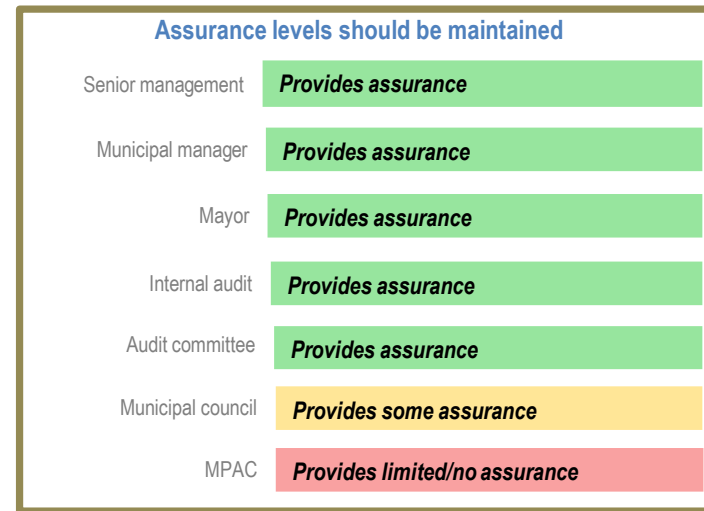 Assurance levels should be maintained
Senior management Provides assurance
Municipal manager Provides assurance
Mayor Provides assurance
Internal audit Provides assurance
Audit committee Provides assurance
Municipal council Provides some assurance
MPAC Provides limited/no assurance